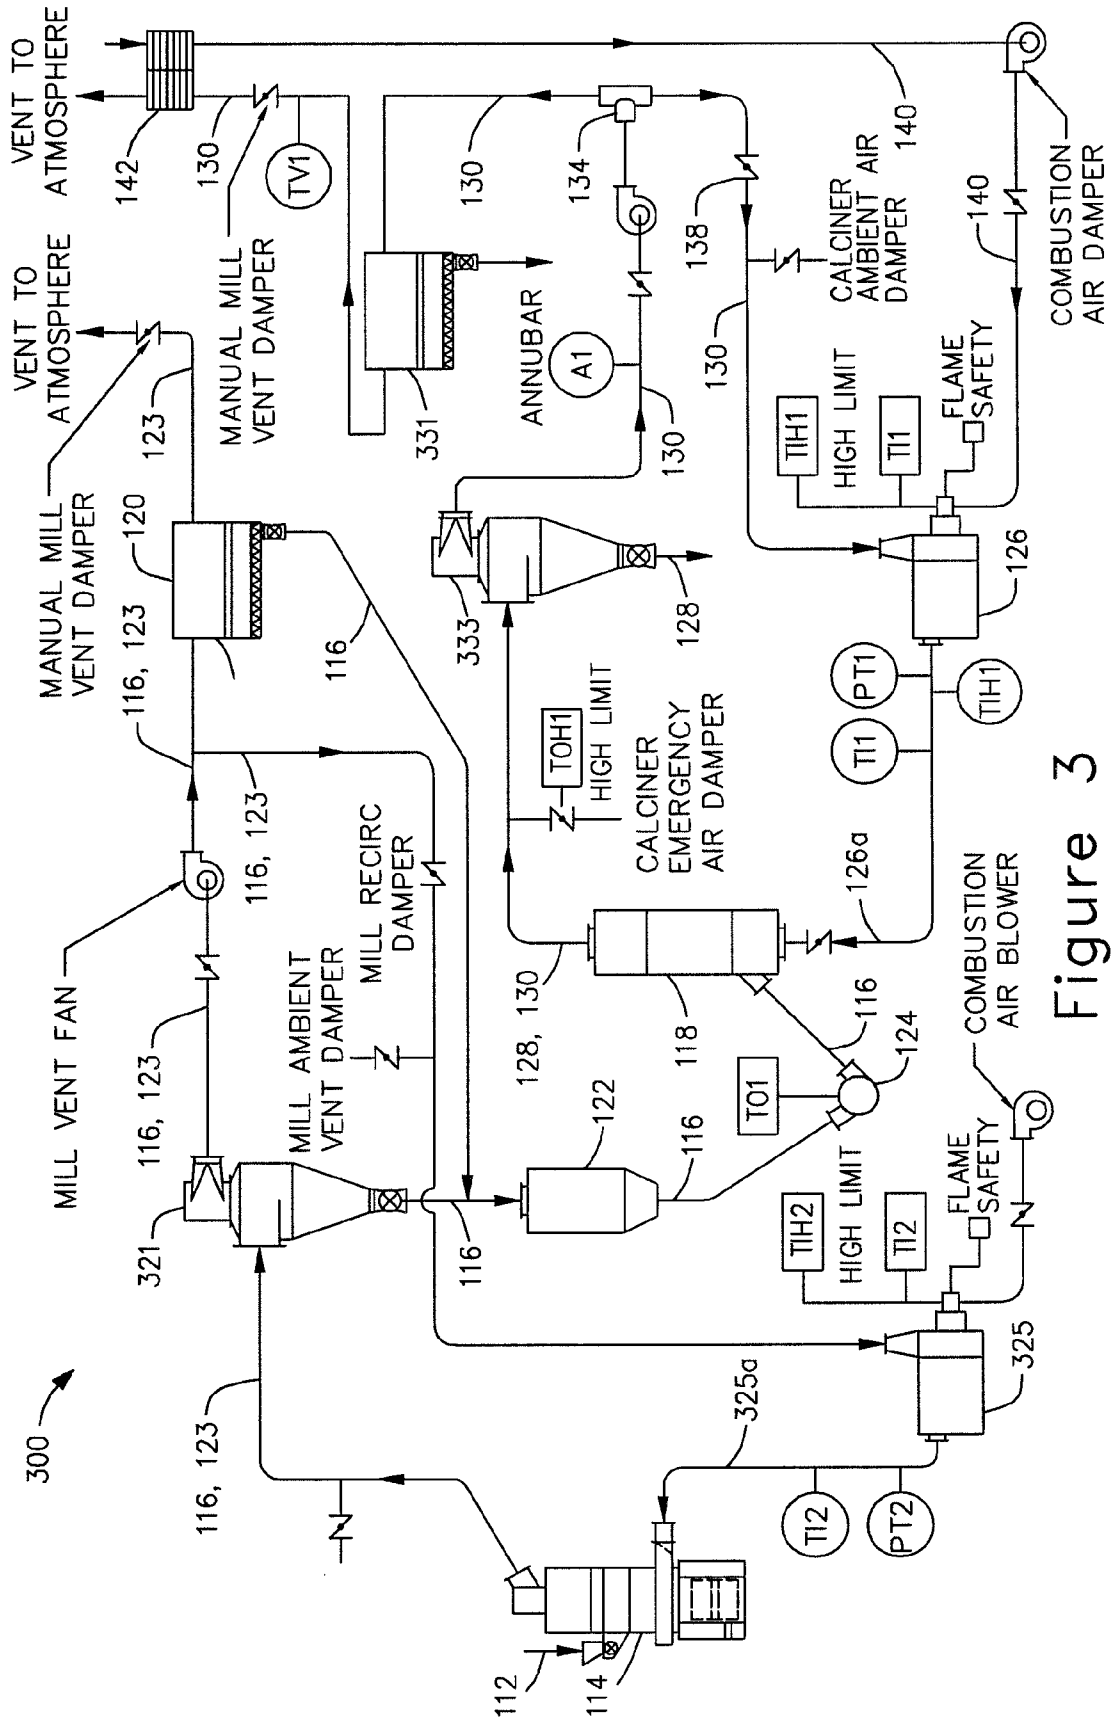 300
116, 123
321
116, 123
MILL VENT FAN
116, 123
MANUAL MILL
VENT DAMPER
120
123
VENT TO
ATMOSPHERE
VENT TO
ATMOSPHERE
142
130
TV1
MANUAL MILL
VENT DAMPER
116, 123
116
331
130
134
ANNUBAR
A1
130
333
128
MILL AMBIENT
VENT DAMPER
MILL RECIRC
DAMPER
116
122
116
TO1
124
116
118
128, 130
TOH1
HIGH LIMIT
CALCINER
EMERGENCY
AIR DAMPER
138
CALCINER
AMBIENT AIR
DAMPER
130
140
140
COMBUSTION
AIR DAMPER
TIH1
HIGH LIMIT
TI1
FLAME
SAFETY
126
PT1
TI1
TIH1
126a
COMBUSTION
AIR BLOWER
TIH2
HIGH LIMIT
TI2
FLAME
SAFETY
325
325a
TI2
PT2
112
114
Figure 3